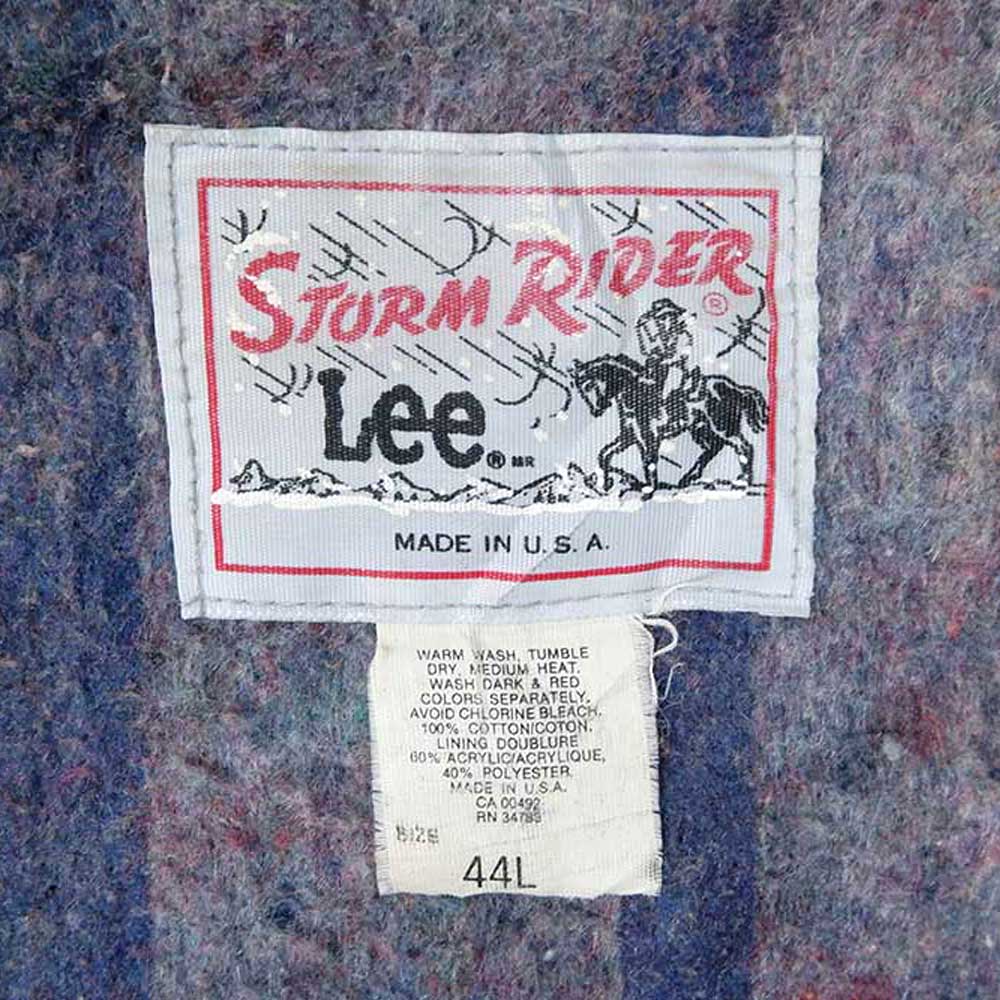 STORM RIDER ®
Lee ® MR
MADE IN U.S.A.
WARM WASH, TUMBLE
DRY, MEDIUM HEAT.
WASH DARK & RED
COLORS SEPARATELY.
AVOID CHLORINE BLEACH.
100% COTTON/COTON.
LINING DOUBLURE
60% ACRYLIC/ACRYLIQUE,
40% POLYESTER.
MADE IN U.S.A.
CA 00492
RN 34789
SIZE
44L